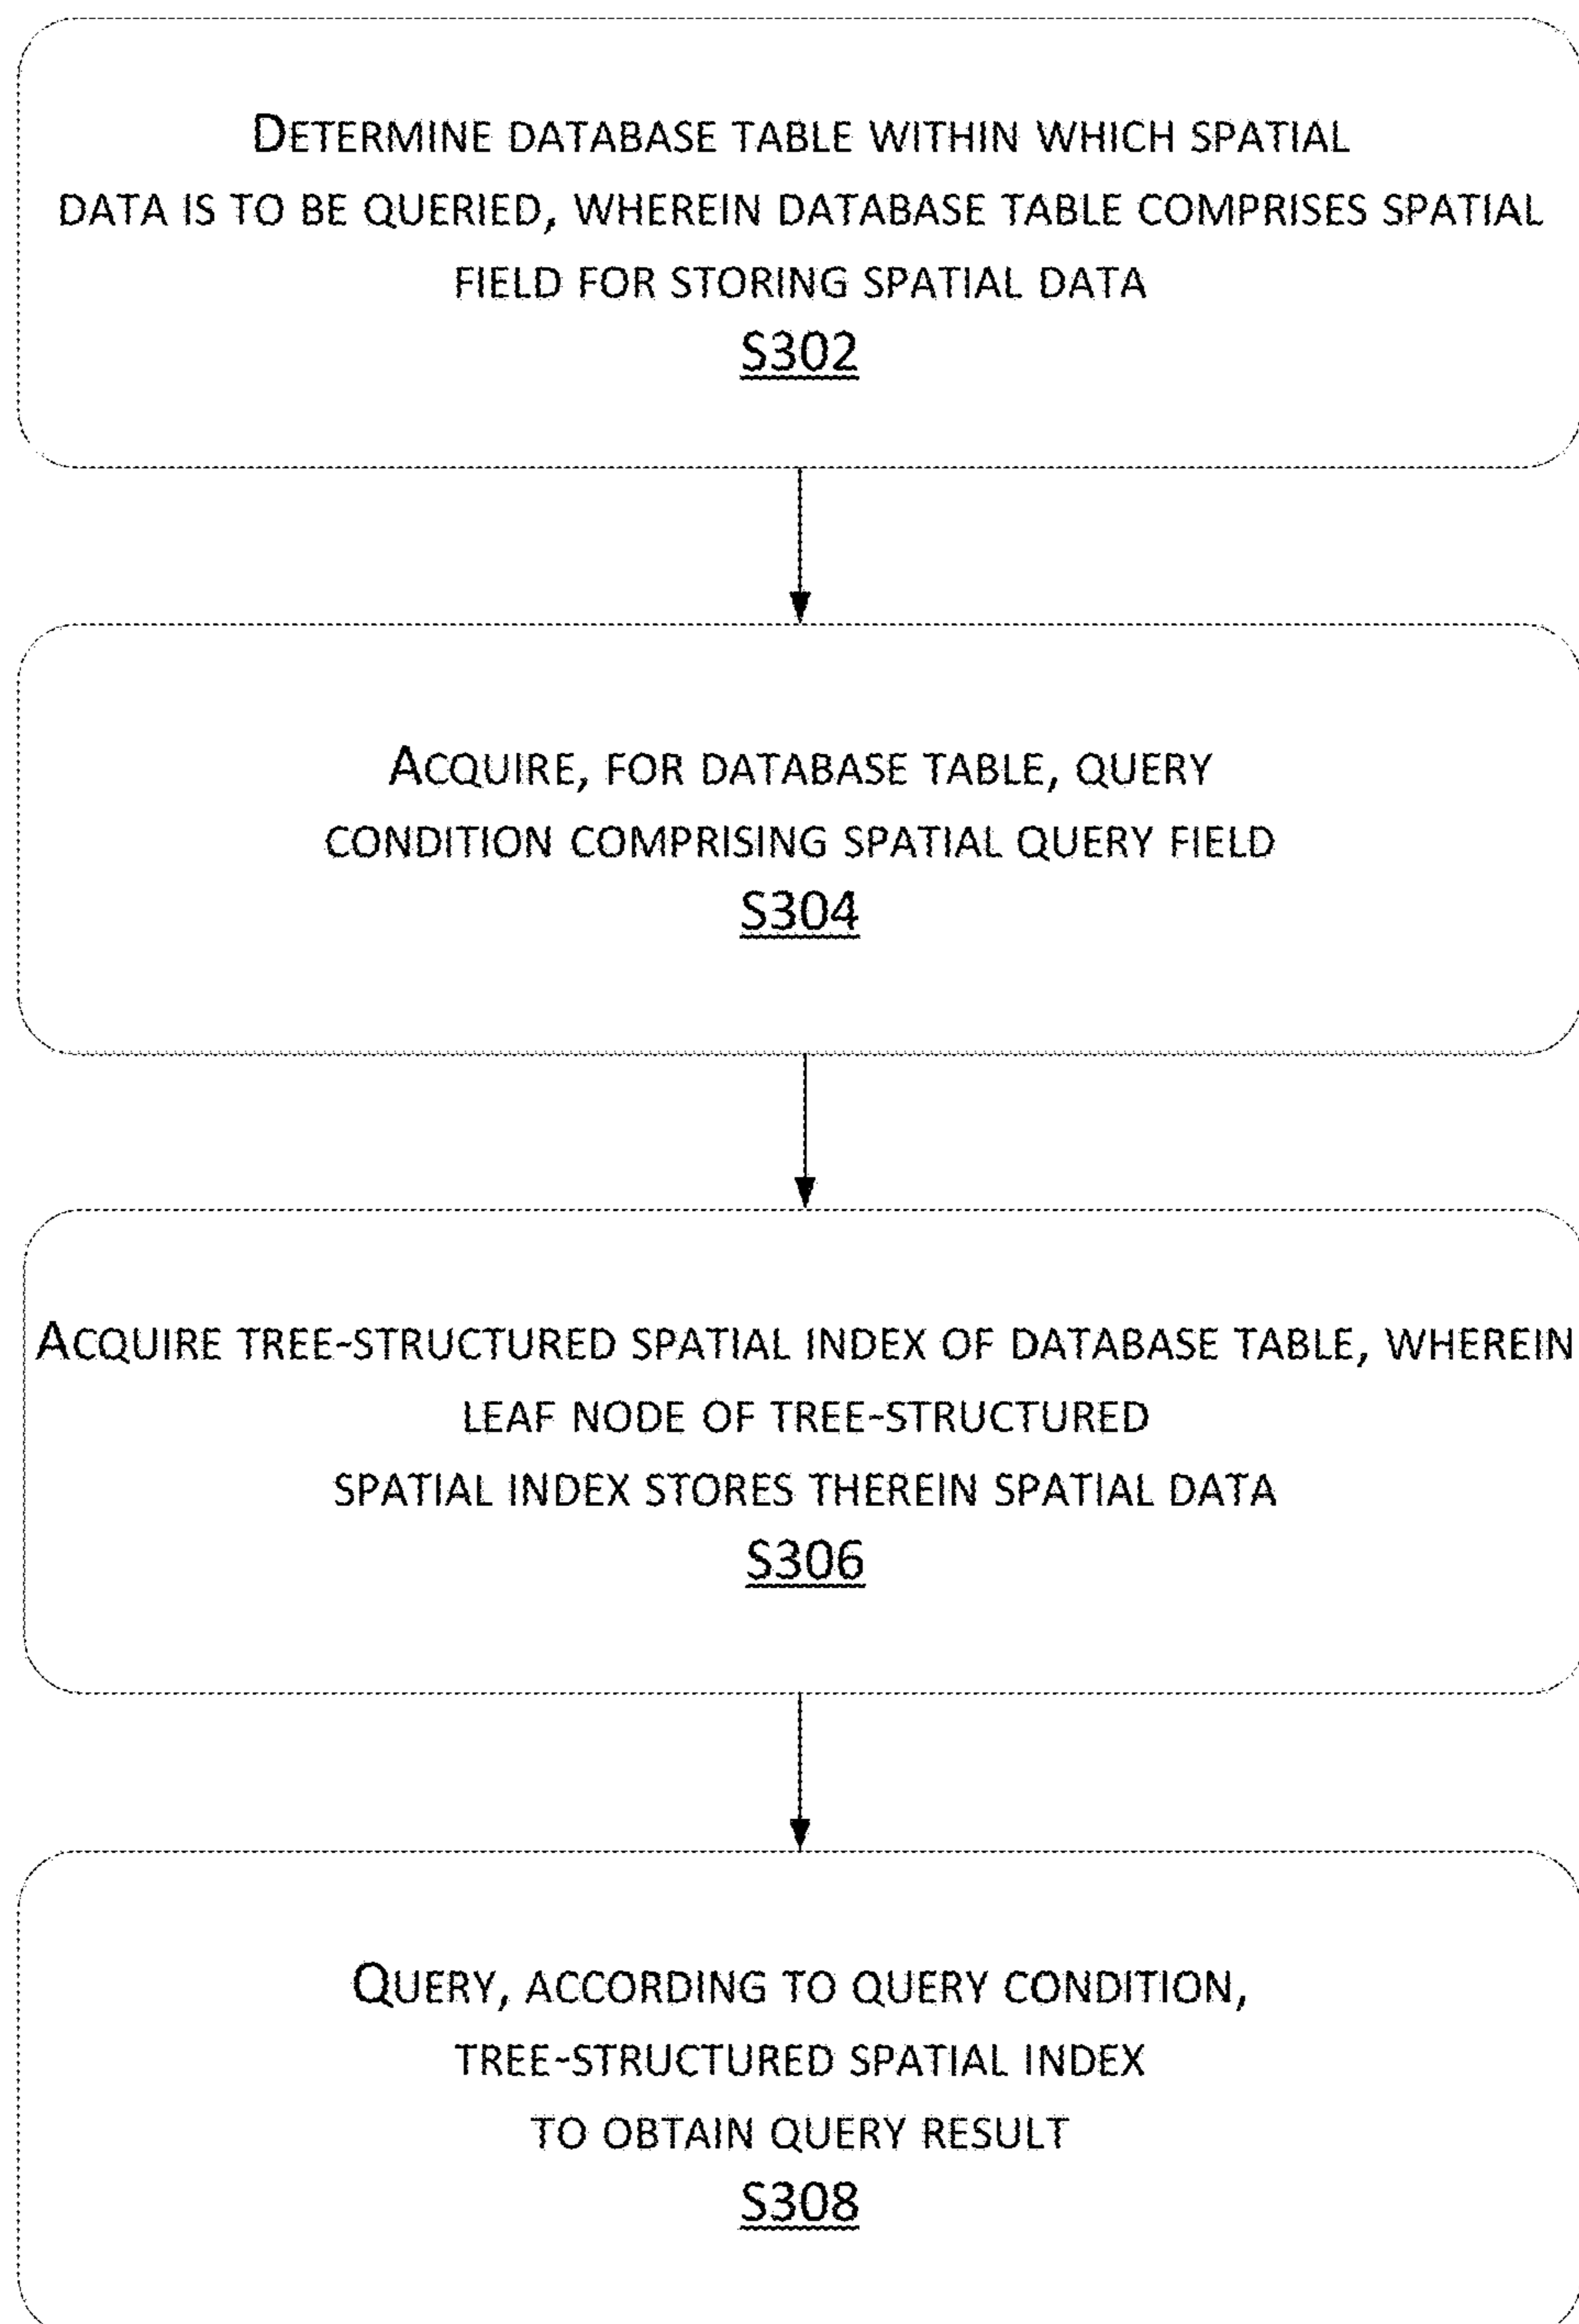 DETERMINE DATABASE TABLE WITHIN WHICH SPATIAL
DATA IS TO BE QUERIED, WHEREIN DATABASE TABLE COMPRISES SPATIAL
FIELD FOR STORING SPATIAL DATA
S302
ACQUIRE, FOR DATABASE TABLE, QUERY
CONDITION COMPRISING SPATIAL QUERY FIELD
S304
ACQUIRE TREE-STRUCTURED SPATIAL INDEX OF DATABASE TABLE, WHEREIN
LEAF NODE OF TREE-STRUCTURED
SPATIAL INDEX STORES THEREIN SPATIAL DATA
S306
QUERY, ACCORDING TO QUERY CONDITION,
TREE-STRUCTURED SPATIAL INDEX
TO OBTAIN QUERY RESULT
S308